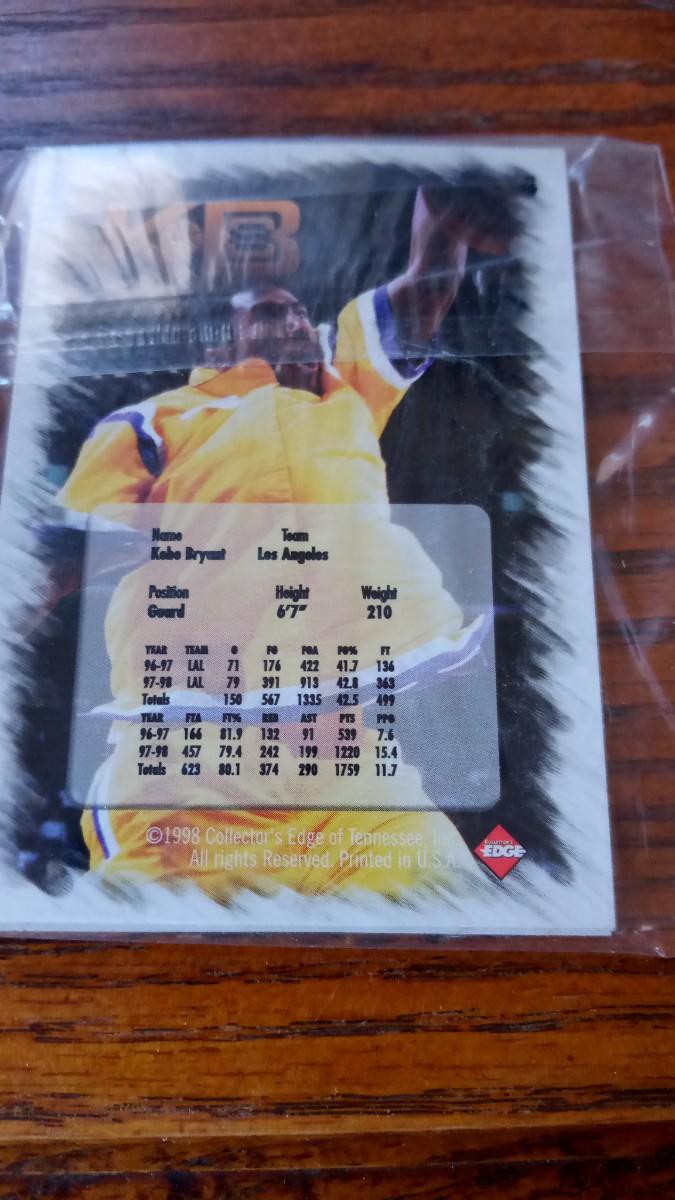 KB
Name Team
Kobe Bryant Los Angeles
Position Height Weight
Guard 6'7" 210
YEAR TEAM G FG FGA FG% FT
96-97 LAL 71 176 422 41.7 136
97-98 LAL 79 391 913 42.8 363
Totals 150 567 1335 42.5 499
YEAR FTA FT% REB AST PTS PPG
96-97 166 81.9 132 91 539 7.6
97-98 457 79.4 242 199 1220 15.4
Totals 623 80.1 374 290 1759 11.7
©1998 Collector's Edge of Tennessee, Inc.
All rights Reserved. Printed in U.S.A.
COLLECTOR'S
EDGE